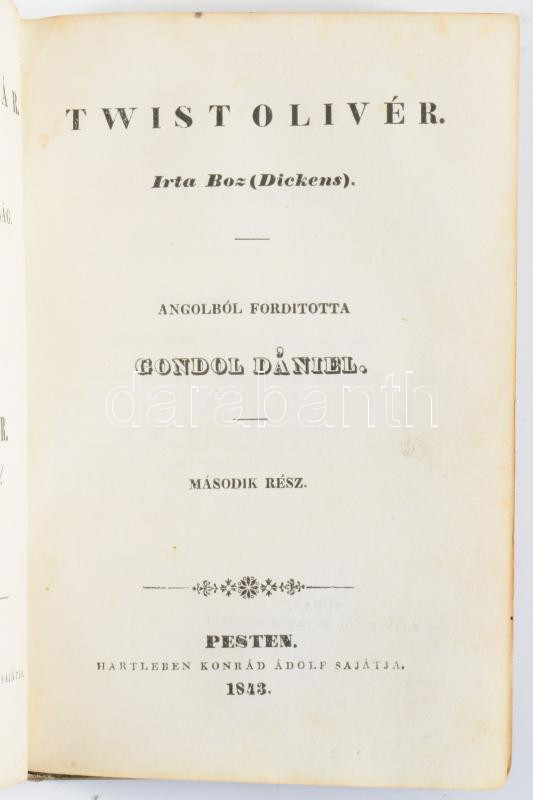 TWIST OLIVÉR.
Irta Boz (Dickens).
ANGOLBÓL FORDITOTTA
GONDOL DÁNIEL.
darabanth
MÁSODIK RÉSZ.
PESTEN.
HARTLEBEN KONRÁD ÁDOLF SAJÁTJA.
1843.